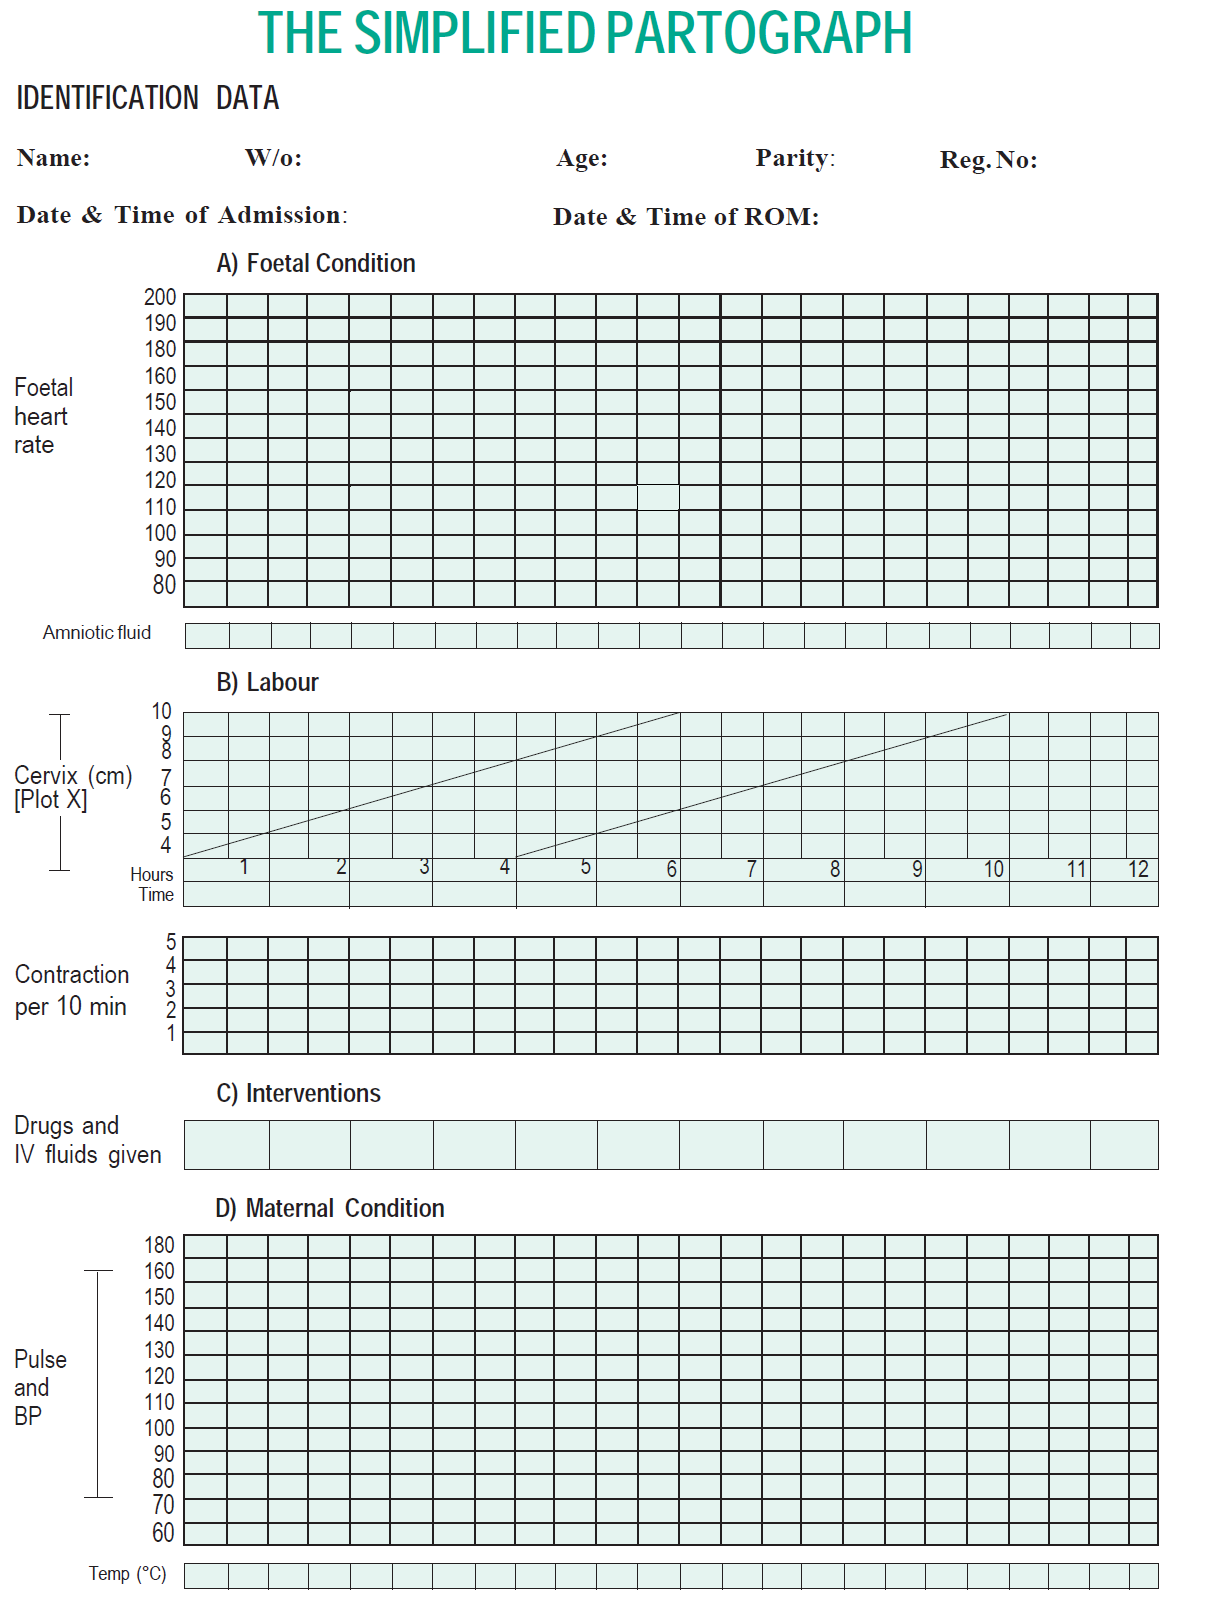 THE SIMPLIFIED PARTOGRAPH
IDENTIFICATION DATA
Name: W/o: Age: Parity: Reg. No:
Date & Time of Admission: Date & Time of ROM:
A) Foetal Condition
Foetal
heart
rate
200
190
180
160
150
140
130
120
110
100
90
80
Amniotic fluid
B) Labour
Cervix (cm)
[Plot X]
10
9
8
7
6
5
4
Hours 1 2 3 4 5 6 7 8 9 10 11 12
Time
Contraction
per 10 min
5
4
3
2
1
C) Interventions
Drugs and
IV fluids given
D) Maternal Condition
Pulse
and
BP
180
160
150
140
130
120
110
100
90
80
70
60
Temp (°C)